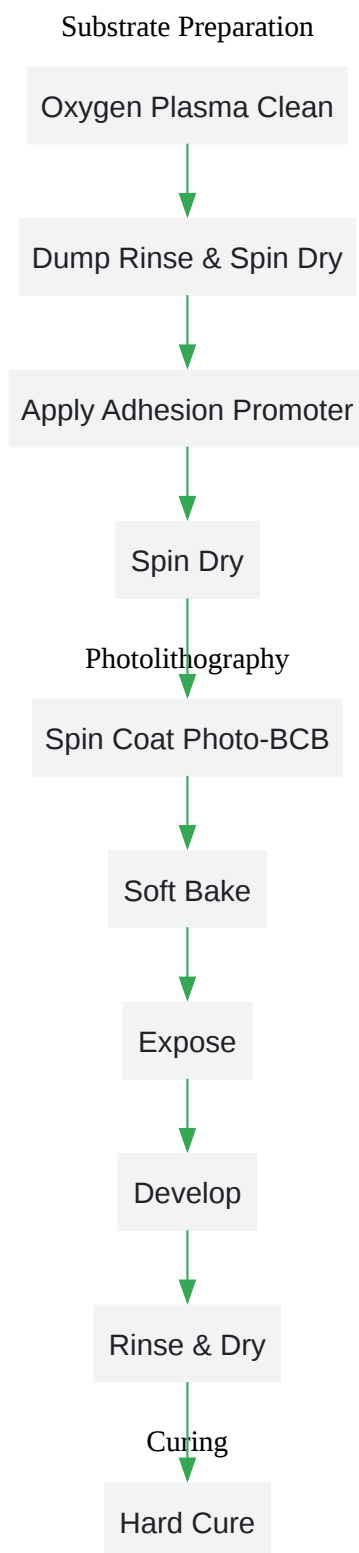 Substrate Preparation
Oxygen Plasma Clean
Dump Rinse & Spin Dry
Apply Adhesion Promoter
Spin Dry
Photolithography
Spin Coat Photo-BCB
Soft Bake
Expose
Develop
Rinse & Dry
Curing
Hard Cure